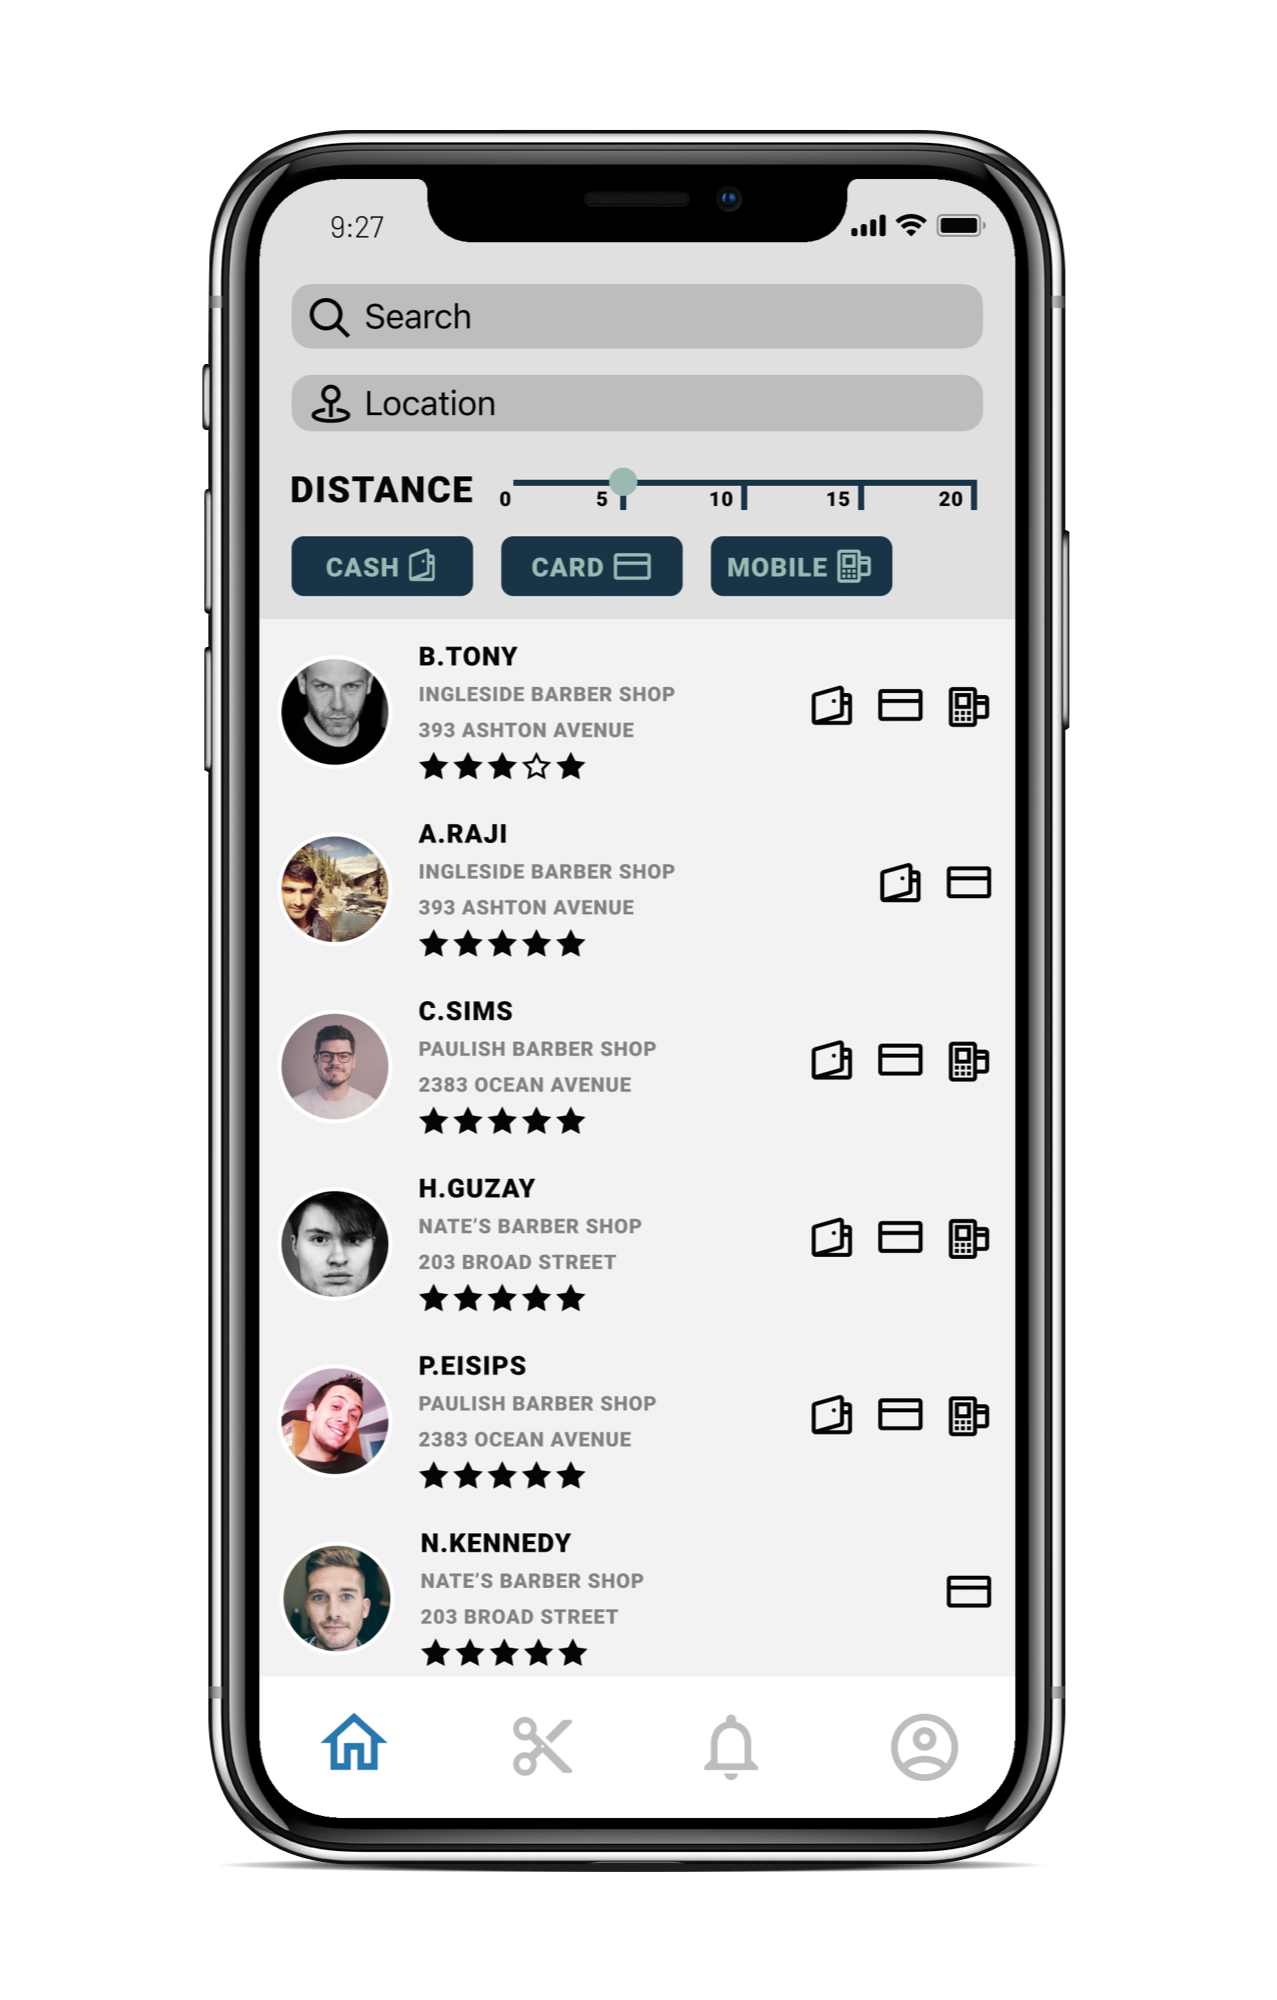 9:27
Search
Location
DISTANCE 0 5 10 15 20
CASH CARD MOBILE
B.TONY
INGLESIDE BARBER SHOP
393 ASHTON AVENUE
A.RAJI
INGLESIDE BARBER SHOP
393 ASHTON AVENUE
C.SIMS
PAULISH BARBER SHOP
2383 OCEAN AVENUE
H.GUZAY
NATE’S BARBER SHOP
203 BROAD STREET
P.EISIPS
PAULISH BARBER SHOP
2383 OCEAN AVENUE
N.KENNEDY
NATE’S BARBER SHOP
203 BROAD STREET